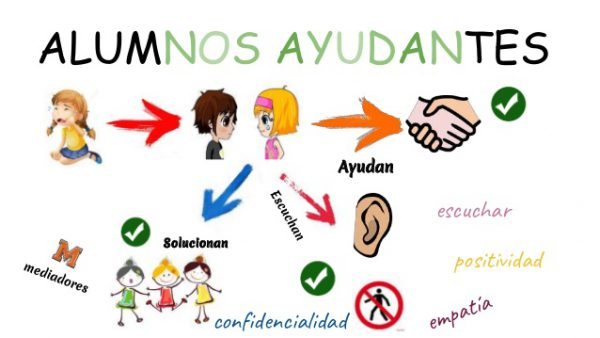 ALUMNOS AYUDANTES
Ayudan
Escuchan
escuchar
Solucionan
M
mediadores
positividad
confidencialidad
empatía